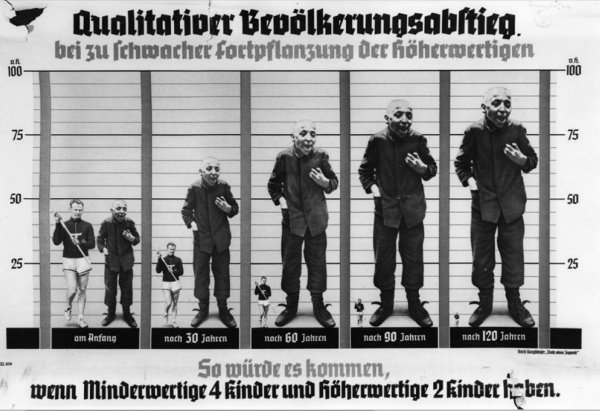 Qualitativer Bevölkerungsabstieg.
bei zu schwacher Fortpflanzung der Höherwertigen
v.H. v.H.
100 100
75 75
50 50
25 25
am Anfang nach 30 Jahren nach 60 Jahren nach 90 Jahren nach 120 Jahren
So würde es kommen,
wenn Minderwertige 4 Kinder und Höherwertige 2 Kinder haben.